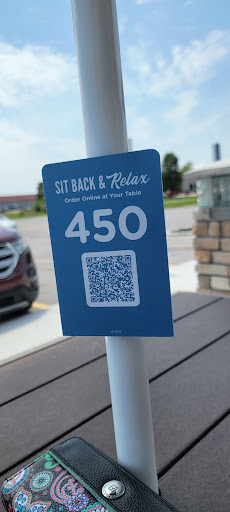 SIT BACK & Relax
Order Online at Your Table
450